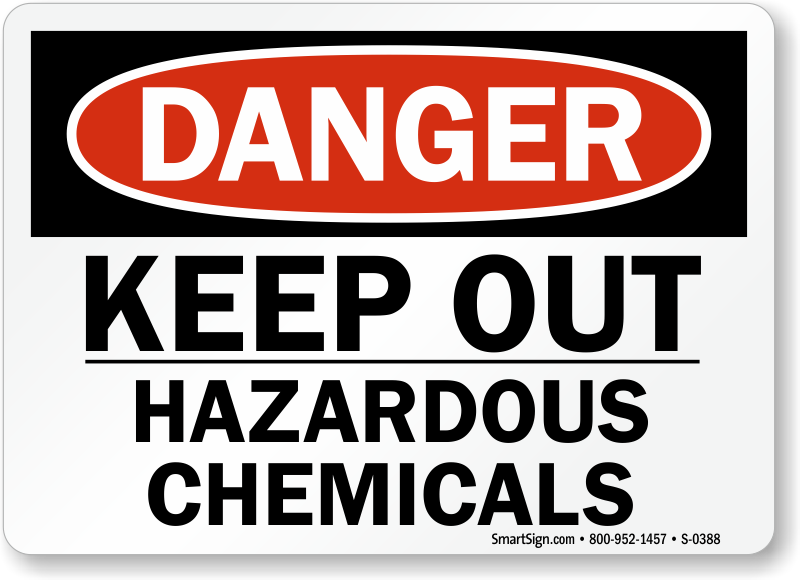 DANGER
KEEP OUT
HAZARDOUS
CHEMICALS
SmartSign.com • 800-952-1457 • S-0388